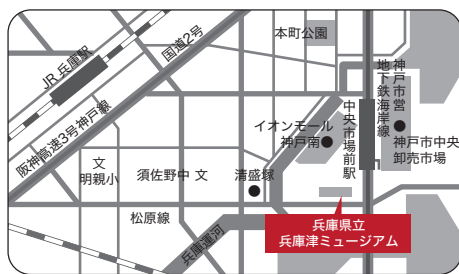 本町公園
国道2号
JR 兵庫駅
阪神高速3号神戸線
神戸市営
地下鉄海岸線
イオンモール
神戸南
中央市場前駅
神戸市中央
卸売市場
文
明親小
須佐野中 文
清盛塚
松原線
兵庫運河
兵庫県立
兵庫津ミュージアム